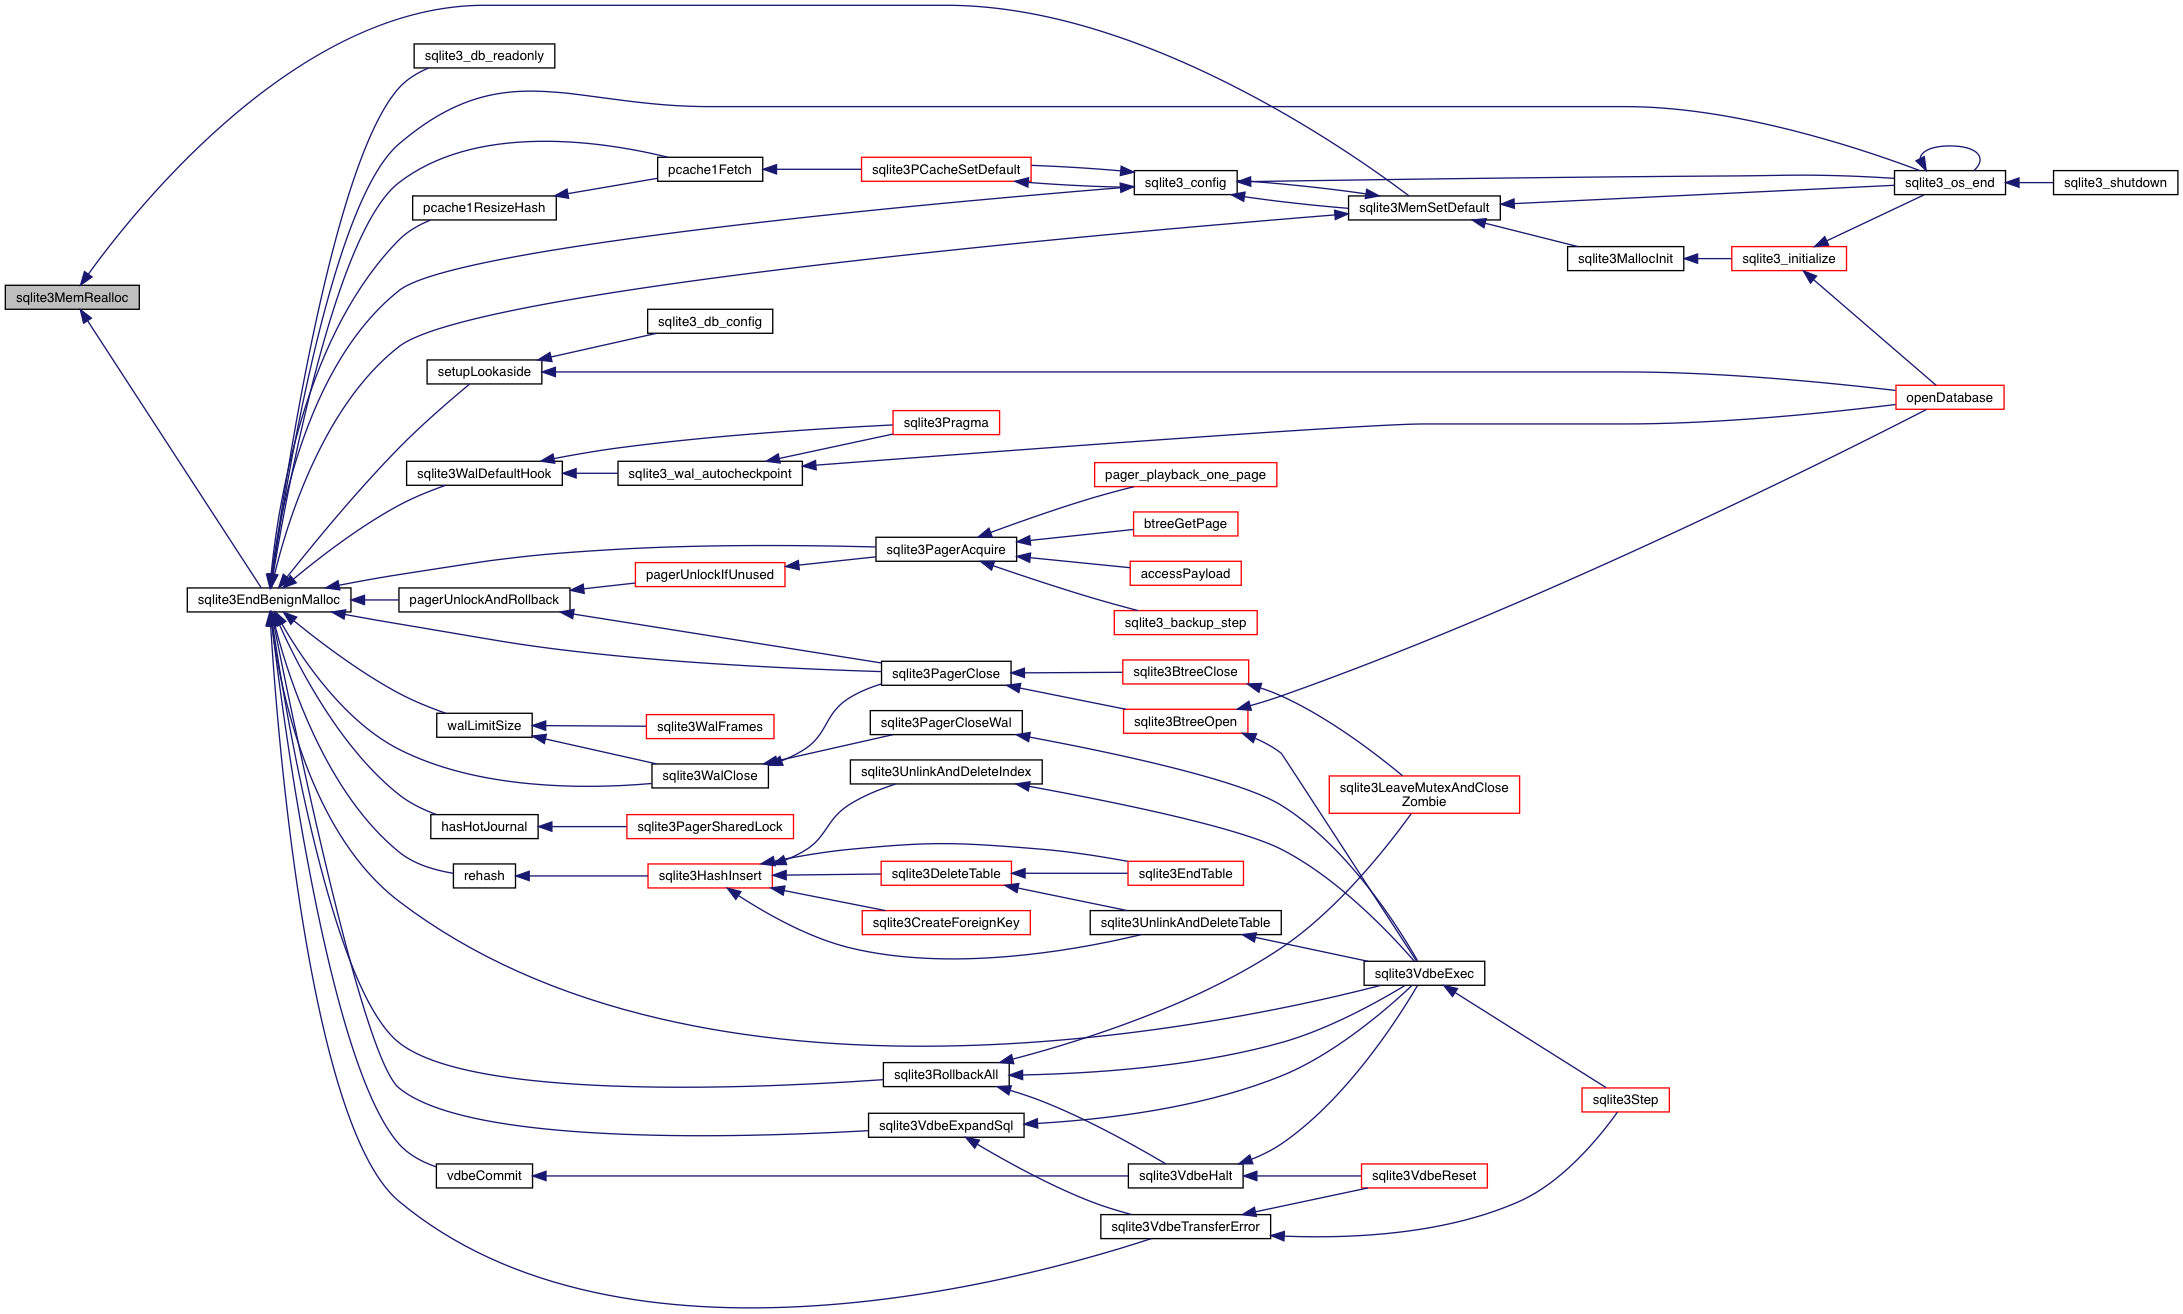 sqlite3_db_readonly
pcache1Fetch
sqlite3PCacheSetDefault
sqlite3_config
sqlite3_os_end
sqlite3_shutdown
pcache1ResizeHash
sqlite3MemSetDefault
sqlite3MallocInit
sqlite3_initialize
sqlite3MemRealloc
sqlite3_db_config
setupLookaside
openDatabase
sqlite3Pragma
sqlite3WalDefaultHook
sqlite3_wal_autocheckpoint
pager_playback_one_page
btreeGetPage
sqlite3PagerAcquire
pagerUnlockIfUnused
accessPayload
sqlite3EndBenignMalloc
pagerUnlockAndRollback
sqlite3_backup_step
sqlite3PagerClose
sqlite3BtreeClose
sqlite3BtreeOpen
walLimitSize
sqlite3WalFrames
sqlite3PagerCloseWal
sqlite3WalClose
sqlite3UnlinkAndDeleteIndex
sqlite3LeaveMutexAndClose
Zombie
hasHotJournal
sqlite3PagerSharedLock
rehash
sqlite3HashInsert
sqlite3DeleteTable
sqlite3EndTable
sqlite3CreateForeignKey
sqlite3UnlinkAndDeleteTable
sqlite3VdbeExec
sqlite3RollbackAll
sqlite3Step
sqlite3VdbeExpandSql
vdbeCommit
sqlite3VdbeHalt
sqlite3VdbeReset
sqlite3VdbeTransferError